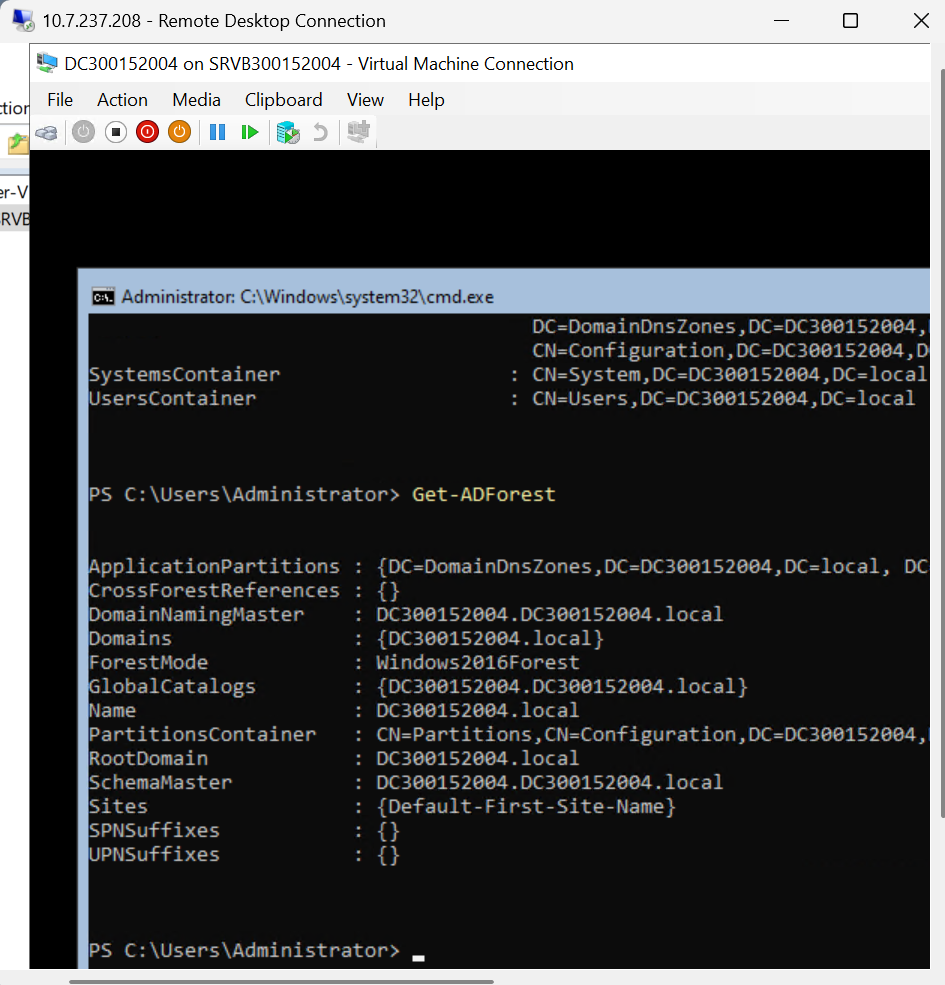 10.7.237.208 - Remote Desktop Connection
DC300152004 on SRVB300152004 - Virtual Machine Connection
File Action Media Clipboard View Help
Administrator: C:\Windows\system32\cmd.exe
DC=DomainDnsZones,DC=DC300152004,
CN=Configuration,DC=DC300152004,D
SystemsContainer : CN=System,DC=DC300152004,DC=local
UsersContainer : CN=Users,DC=DC300152004,DC=local
PS C:\Users\Administrator> Get-ADForest
ApplicationPartitions : {DC=DomainDnsZones,DC=DC300152004,DC=local, DC
CrossForestReferences : {}
DomainNamingMaster : DC300152004.DC300152004.local
Domains : {DC300152004.local}
ForestMode : Windows2016Forest
GlobalCatalogs : {DC300152004.DC300152004.local}
Name : DC300152004.local
PartitionsContainer : CN=Partitions,CN=Configuration,DC=DC300152004,
RootDomain : DC300152004.local
SchemaMaster : DC300152004.DC300152004.local
Sites : {Default-First-Site-Name}
SPNSuffixes : {}
UPNSuffixes : {}
PS C:\Users\Administrator>